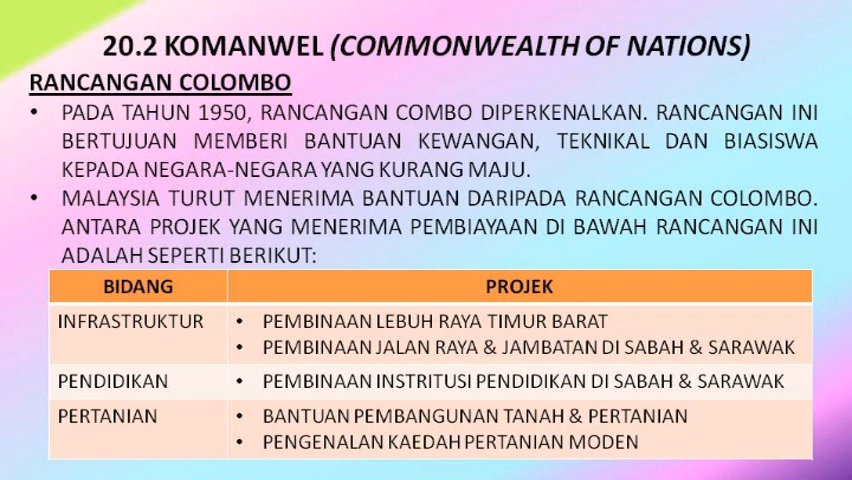 20.2 KOMANWEL (COMMONWEALTH OF NATIONS)
RANCANGAN COLOMBO
• PADA TAHUN 1950, RANCANGAN COMBO DIPERKENALKAN. RANCANGAN INI
BERTUJUAN MEMBERI BANTUAN KEWANGAN, TEKNIKAL DAN BIASISWA
KEPADA NEGARA-NEGARA YANG KURANG MAJU.
• MALAYSIA TURUT MENERIMA BANTUAN DARIPADA RANCANGAN COLOMBO.
ANTARA PROJEK YANG MENERIMA PEMBIAYAAN DI BAWAH RANCANGAN INI
ADALAH SEPERTI BERIKUT:
BIDANG PROJEK
INFRASTRUKTUR • PEMBINAAN LEBUH RAYA TIMUR BARAT
• PEMBINAAN JALAN RAYA & JAMBATAN DI SABAH & SARAWAK
PENDIDIKAN • PEMBINAAN INSTRITUSI PENDIDIKAN DI SABAH & SARAWAK
PERTANIAN • BANTUAN PEMBANGUNAN TANAH & PERTANIAN
• PENGENALAN KAEDAH PERTANIAN MODEN